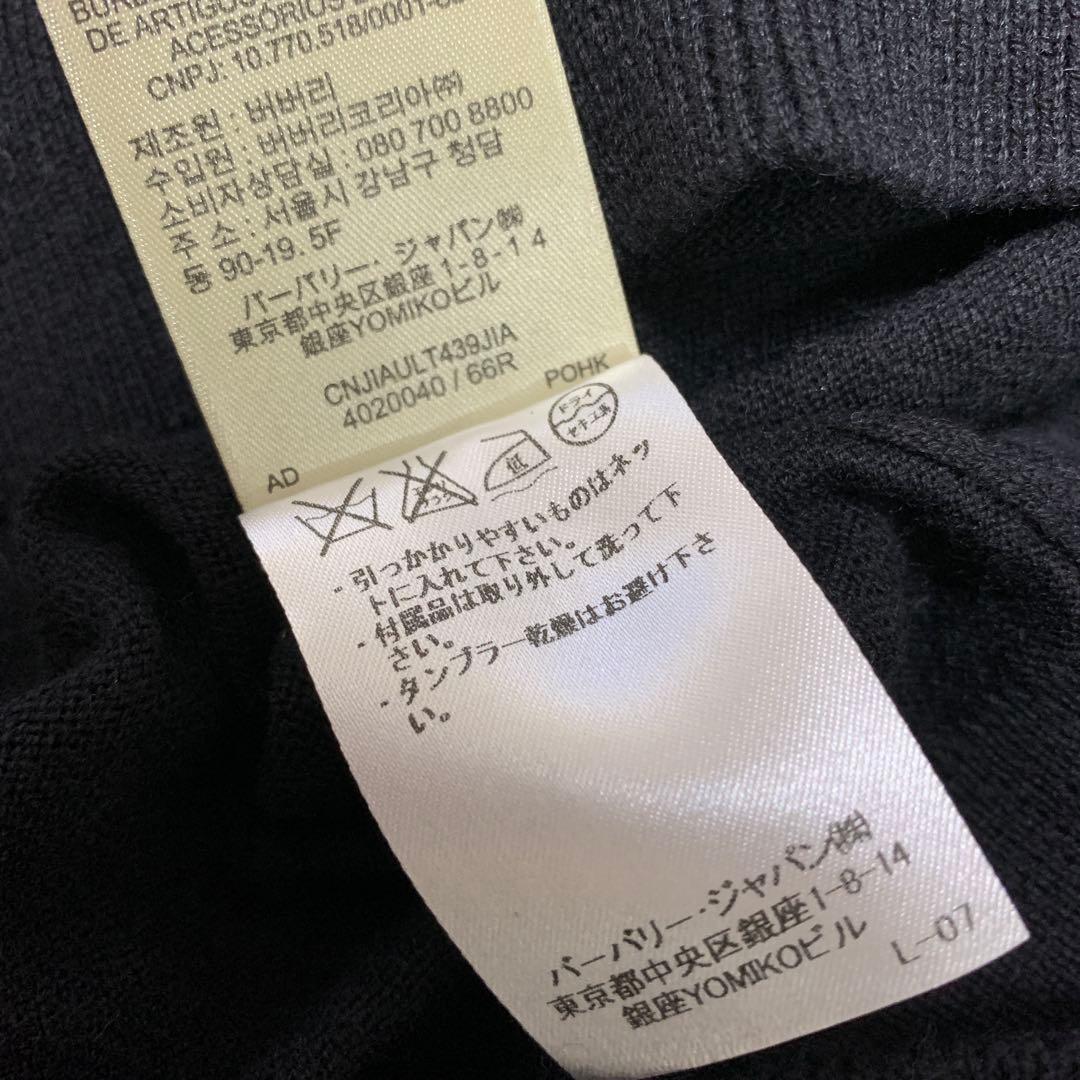 DE ARTIGOS
ACESSÓRIOS
CNPJ: 10.770.518/0001-
제조원 : 버버리
수입원 : 버버리코리아㈜
소비자상담실 : 080 700 8800
주 소 : 서울시 강남구 청담
동 90-19. 5F
バーバリー・ジャパン㈱
東京都中央区銀座1-8-14
銀座YOMIKOビル
CNJIAULT439JIA
4020040 / 66R
AD
POHK
低
ドライ
セキユ系
- 引っかかりやすいものはネッ
トに入れて下さい。
- 付属品は取り外して洗って下
さい。
- タンブラー乾燥はお避け下さ
い。
バーバリー・ジャパン㈱
東京都中央区銀座1-8-14
銀座YOMIKOビル
L-07